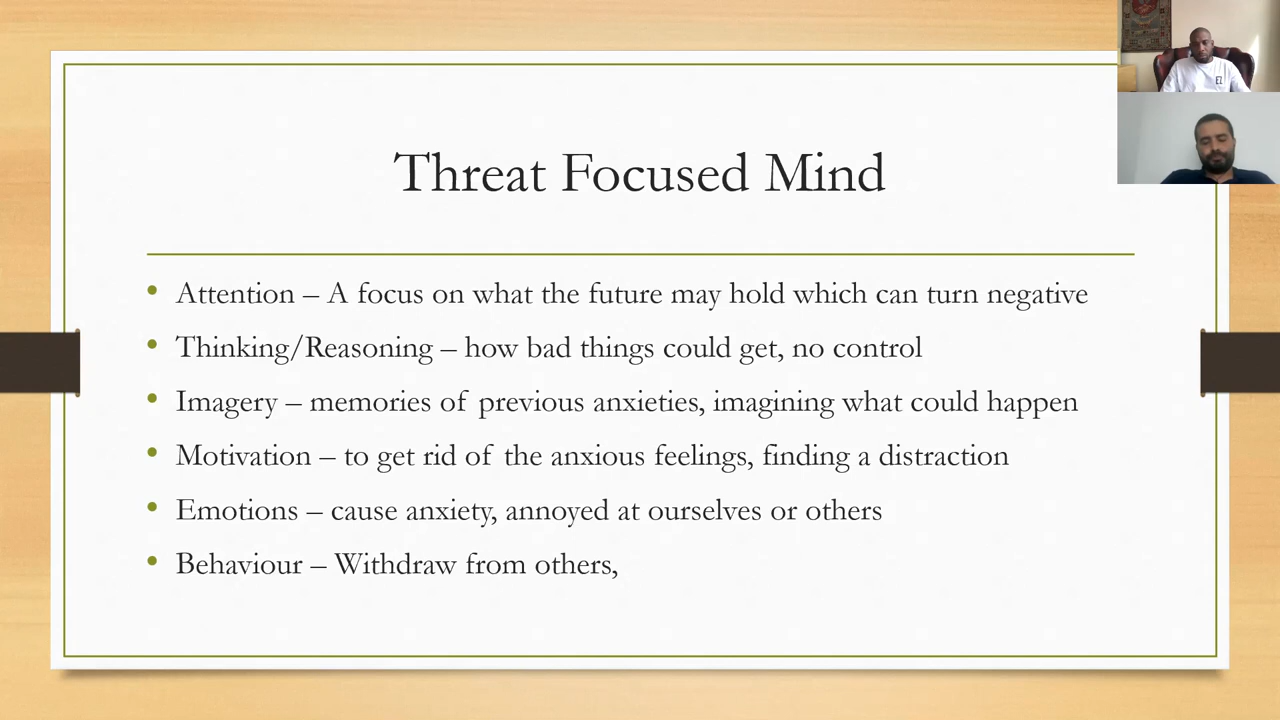 Threat Focused Mind
• Attention – A focus on what the future may hold which can turn negative
• Thinking/Reasoning – how bad things could get, no control
• Imagery – memories of previous anxieties, imagining what could happen
• Motivation – to get rid of the anxious feelings, finding a distraction
• Emotions – cause anxiety, annoyed at ourselves or others
• Behaviour – Withdraw from others,